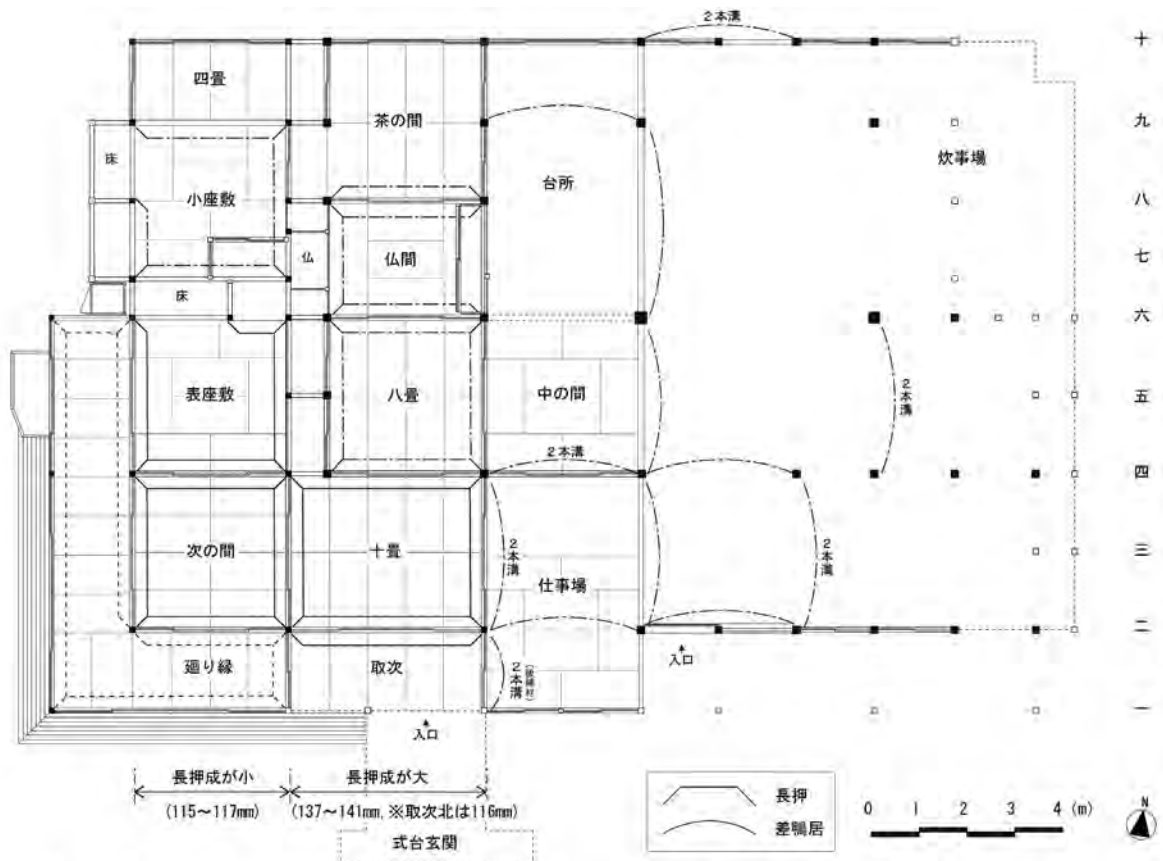 2本溝
十
四畳
茶の間
九
床
炊事場
台所
小座敷
八
仏
仏間
七
床
六
表座敷
八畳
中の間
2本溝
五
2本溝
四
次の間
十畳
2本溝
2本溝
三
仕事場
二
廻り縁
取次
2本溝
入口
一
入口
長押成が小
長押成が大
(115~117mm)
(137~141mm, ※取次北は116mm)
式台玄関
長押
差鴨居
0 1 2 3 4 (m)
N